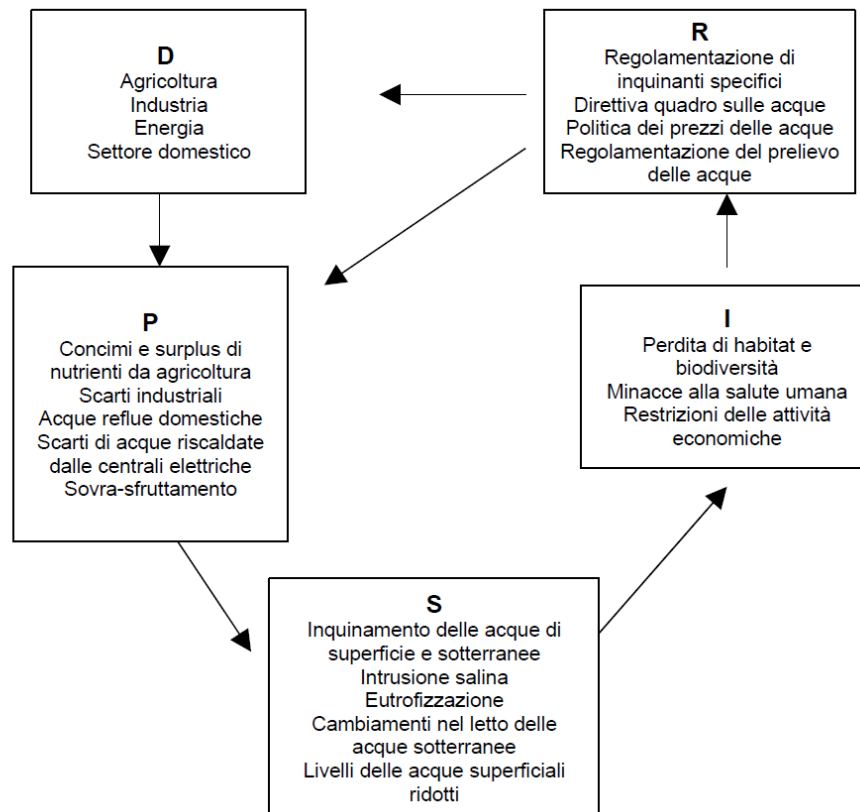 D
Agricoltura
Industria
Energia
Settore domestico
R
Regolamentazione di
inquinanti specifici
Direttiva quadro sulle acque
Politica dei prezzi delle acque
Regolamentazione del prelievo
delle acque
P
Concimi e surplus di
nutrienti da agricoltura
Scarti industriali
Acque reflue domestiche
Scarti di acque riscaldate
dalle centrali elettriche
Sovra-sfruttamento
I
Perdita di habitat e
biodiversità
Minacce alla salute umana
Restrizioni delle attività
economiche
S
Inquinamento delle acque di
superficie e sotterranee
Intrusione salina
Eutrofizzazione
Cambiamenti nel letto delle
acque sotterranee
Livelli delle acque superficiali
ridotti